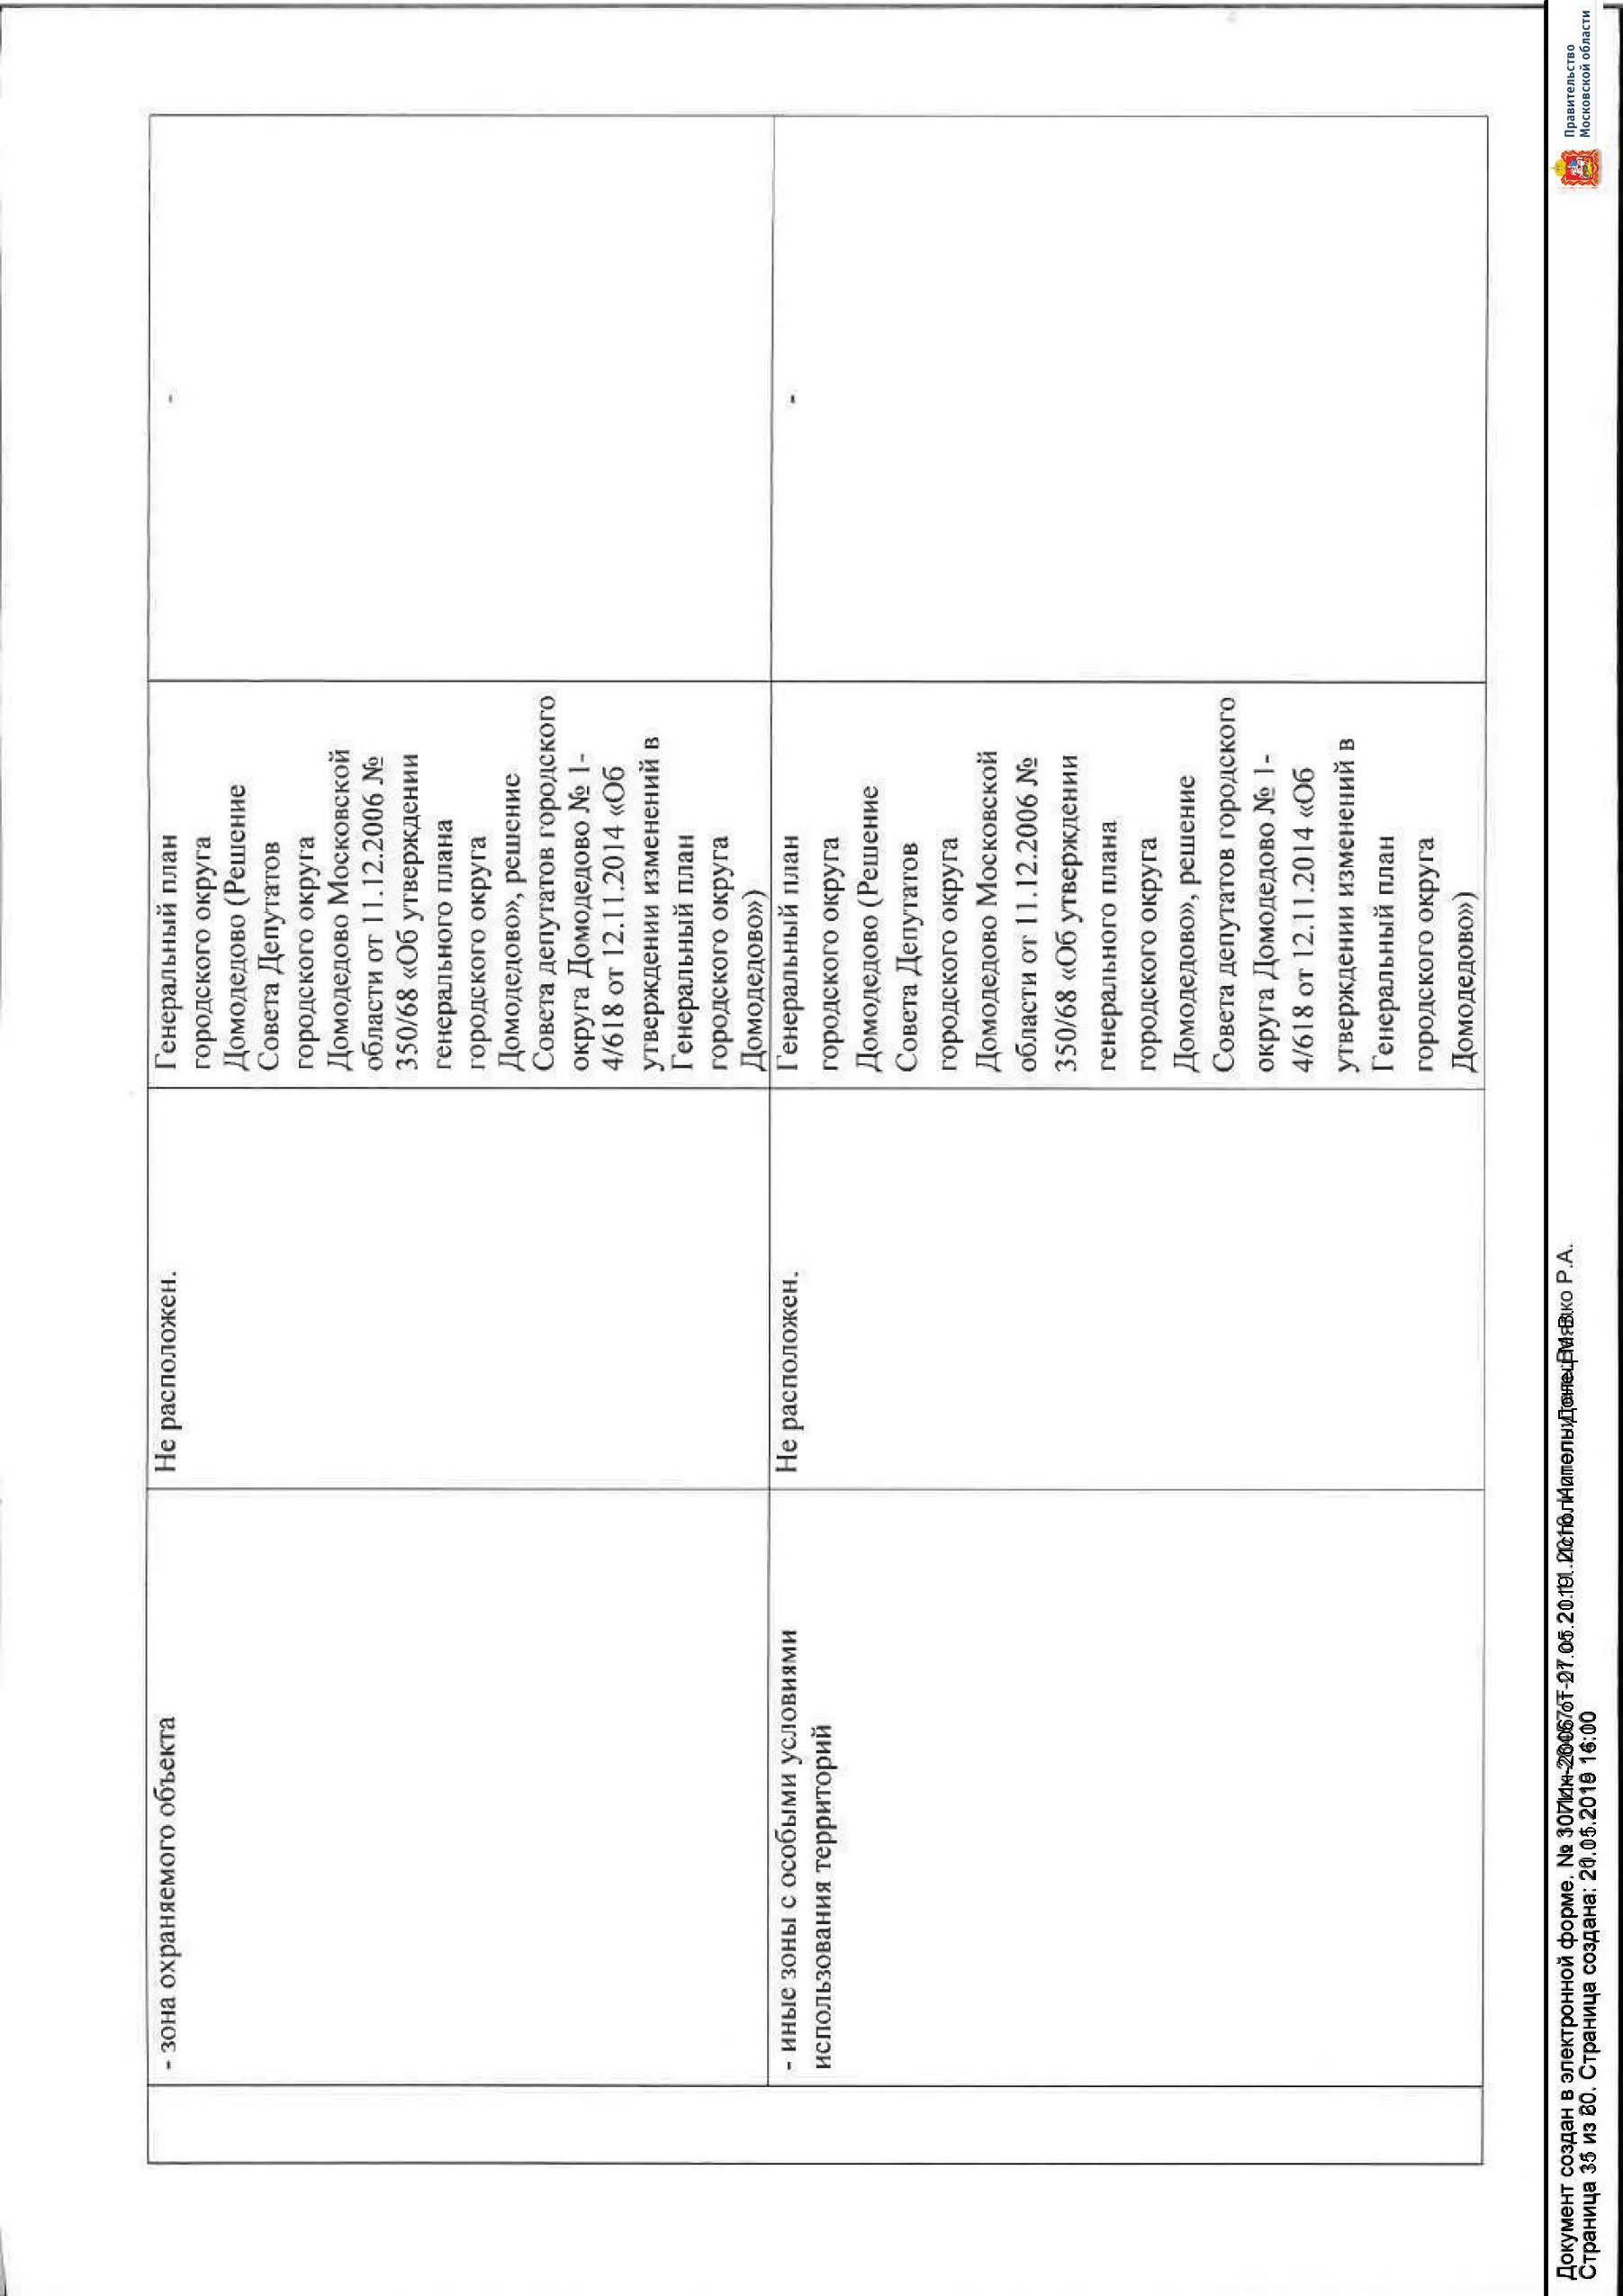 - зона охраняемого объекта
Не расположен.
Генеральный план
городского округа
Домодедово (Решение
Совета Депутатов
городского округа
Домодедово Московской
области от 11.12.2006 №
350/68 «Об утверждении
генерального плана
городского округа
Домодедово», решение
Совета депутатов городского
округа Домодедово № 1-
4/618 от 12.11.2014 «Об
утверждении изменений в
Генеральный план
городского округа
Домодедово»)
-
- иные зоны с особыми условиями
использования территорий
Не расположен.
Генеральный план
городского округа
Домодедово (Решение
Совета Депутатов
городского округа
Домодедово Московской
области от 11.12.2006 №
350/68 «Об утверждении
генерального плана
городского округа
Домодедово», решение
Совета депутатов городского
округа Домодедово № 1-
4/618 от 12.11.2014 «Об
утверждении изменений в
Генеральный план
городского округа
Домодедово»)
-
Документ создан в электронной форме. №
Страница из Страница создана: 16:00
Правительство
Московской области